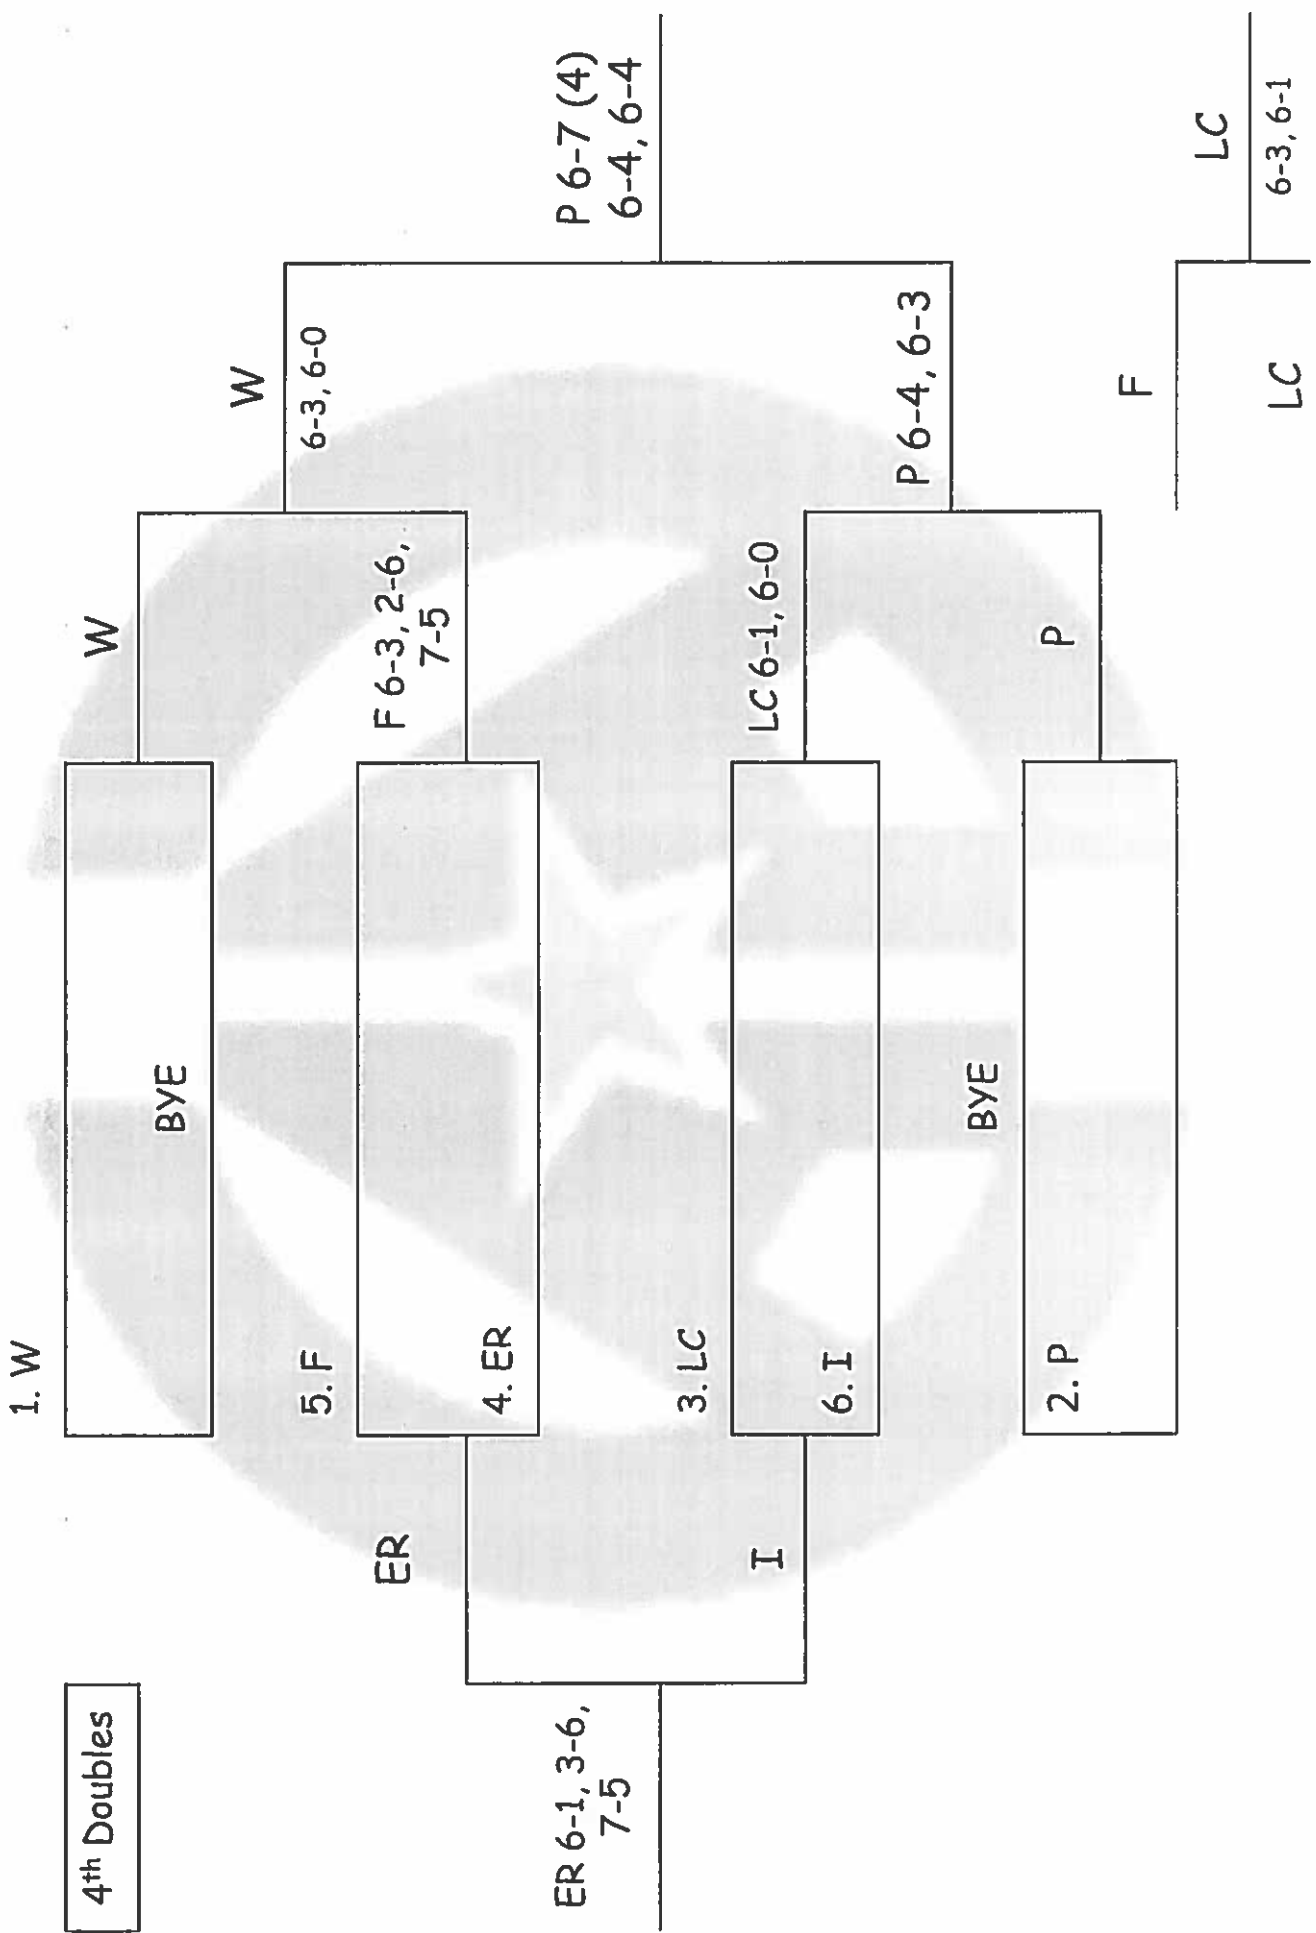 4th Doubles
1. W
BYE
5. F
4. ER
3. LC
6. I
BYE
2. P
ER
I
ER 6-1, 3-6,
7-5
W
F 6-3, 2-6,
7-5
LC 6-1, 6-0
P
W
6-3, 6-0
P 6-4, 6-3
P 6-7 (4)
6-4, 6-4
F
LC
LC
6-3, 6-1